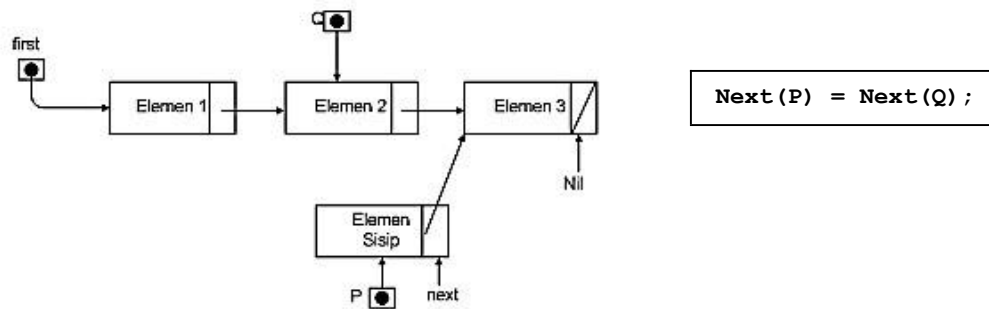 Q
first
Elemen 1
Elemen 2
Elemen 3
Next(P) = Next(Q);
Nil
Elemen
Sisip
P
next